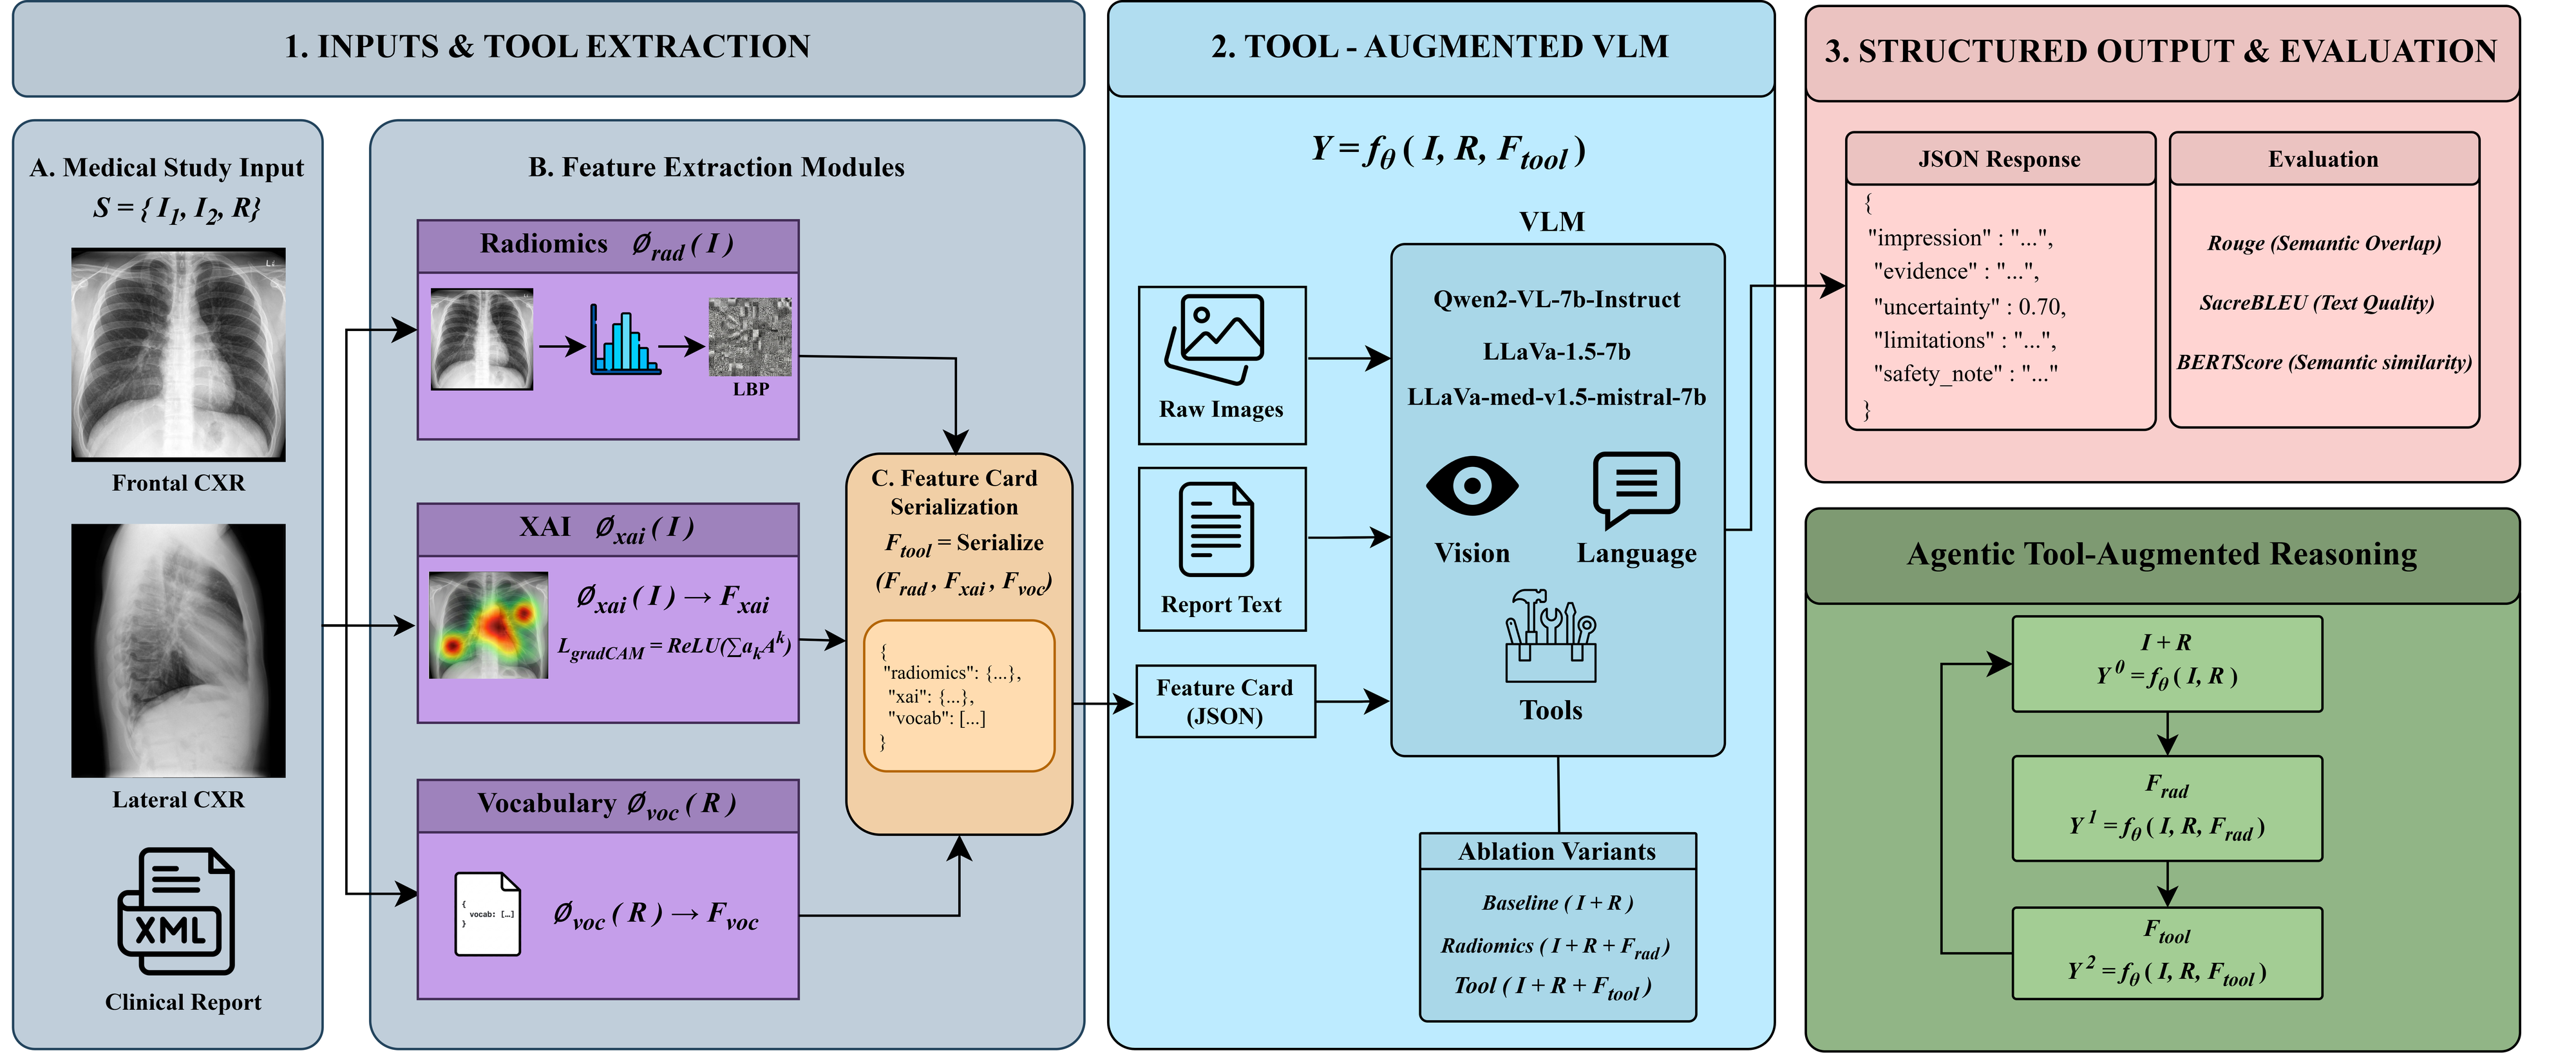 1. INPUTS & TOOL EXTRACTION
A. Medical Study Input
S = { I1, I2, R}
Frontal CXR
Lateral CXR
XML
Clinical Report
B. Feature Extraction Modules
Radiomics Ørad ( I )
LBP
XAI Øxai ( I )
Øxai ( I ) → Fxai
LgradCAM = ReLU(∑akA^k)
Vocabulary Øvoc ( R )
{
vocab: [...]
}
Øvoc ( R ) → Fvoc
C. Feature Card
Serialization
Ftool = Serialize
(Frad , Fxai , Fvoc)
{
"radiomics": {...},
"xai": {...},
"vocab": [...]
}
2. TOOL - AUGMENTED VLM
Y = fθ ( I, R, Ftool )
VLM
Raw Images
Report Text
Feature Card
(JSON)
Qwen2-VL-7b-Instruct
LLaVa-1.5-7b
LLaVa-med-v1.5-mistral-7b
Vision
Language
Tools
Ablation Variants
Baseline ( I + R )
Radiomics ( I + R + Frad )
Tool ( I + R + Ftool )
3. STRUCTURED OUTPUT & EVALUATION
JSON Response
{
"impression" : "...",
"evidence" : "...",
"uncertainty" : 0.70,
"limitations" : "...",
"safety_note" : "..."
}
Evaluation
Rouge (Semantic Overlap)
SacreBLEU (Text Quality)
BERTScore (Semantic similarity)
Agentic Tool-Augmented Reasoning
I + R
Y^0 = fθ ( I, R )
Frad
Y^1 = fθ ( I, R, Frad )
Ftool
Y^2 = fθ ( I, R, Ftool )